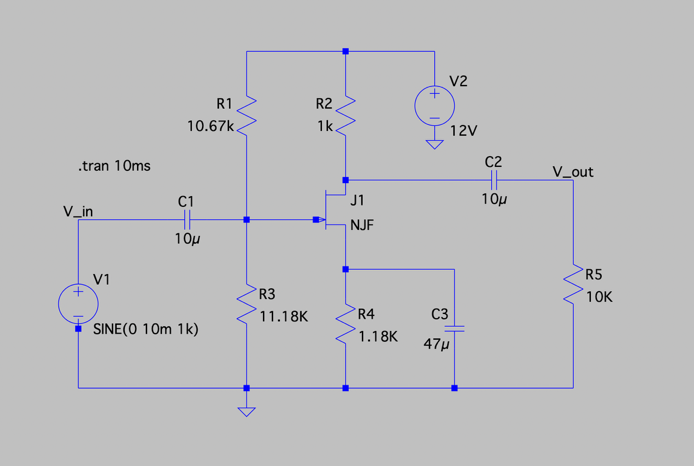 V2
R1
R2
10.67k
1k
12V
.tran 10ms
C2
V_out
C1
J1
10µ
V_in
NJF
10µ
V1
R5
R3
10K
11.18K
R4
C3
SINE(0 10m 1k)
1.18K
47µ